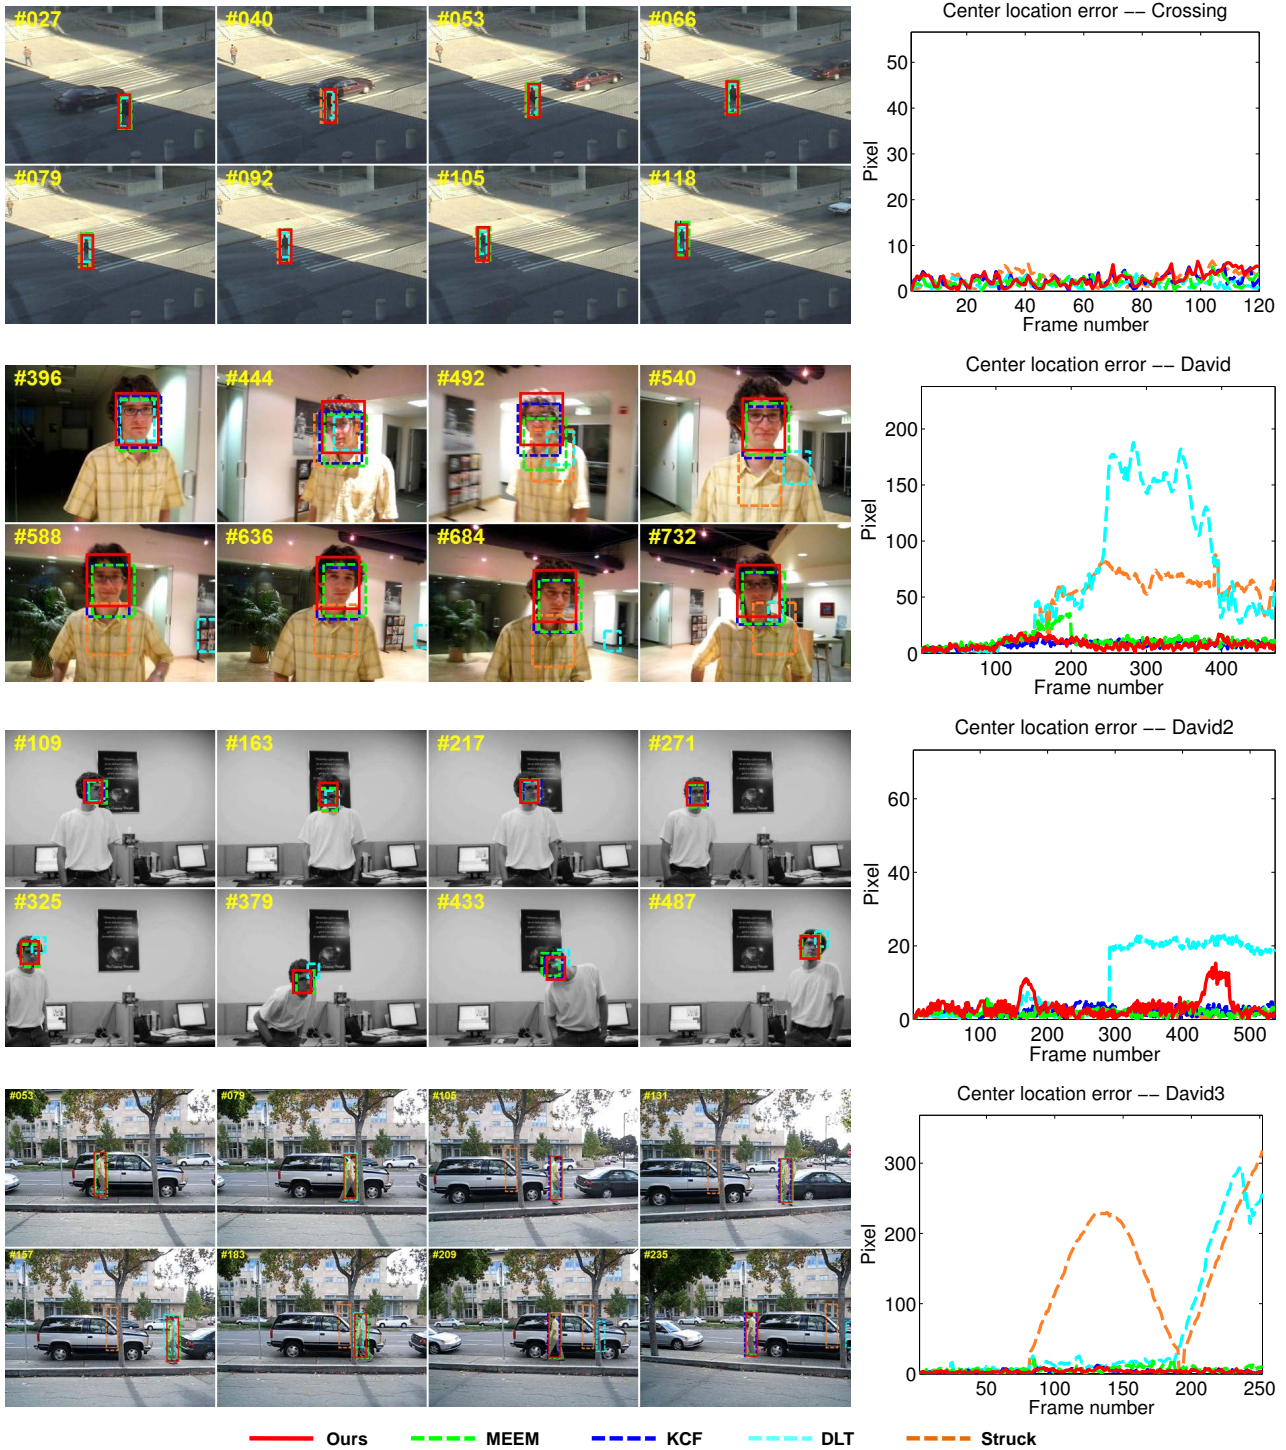 #027 #040 #053 #066
#079 #092 #105 #118
Center location error −− Crossing
Pixel
50
40
30
20
10
0
20 40 60 80 100 120
Frame number
#396 #444 #492 #540
#588 #636 #684 #732
Center location error −− David
Pixel
200
150
100
50
0
100 200 300 400
Frame number
#109 #163 #217 #271
#325 #379 #433 #487
Center location error −− David2
Pixel
60
40
20
0
100 200 300 400 500
Frame number
#053 #079 #105 #131
#157 #183 #209 #235
Center location error −− David3
Pixel
300
200
100
0
50 100 150 200 250
Frame number
Ours MEEM KCF DLT Struck